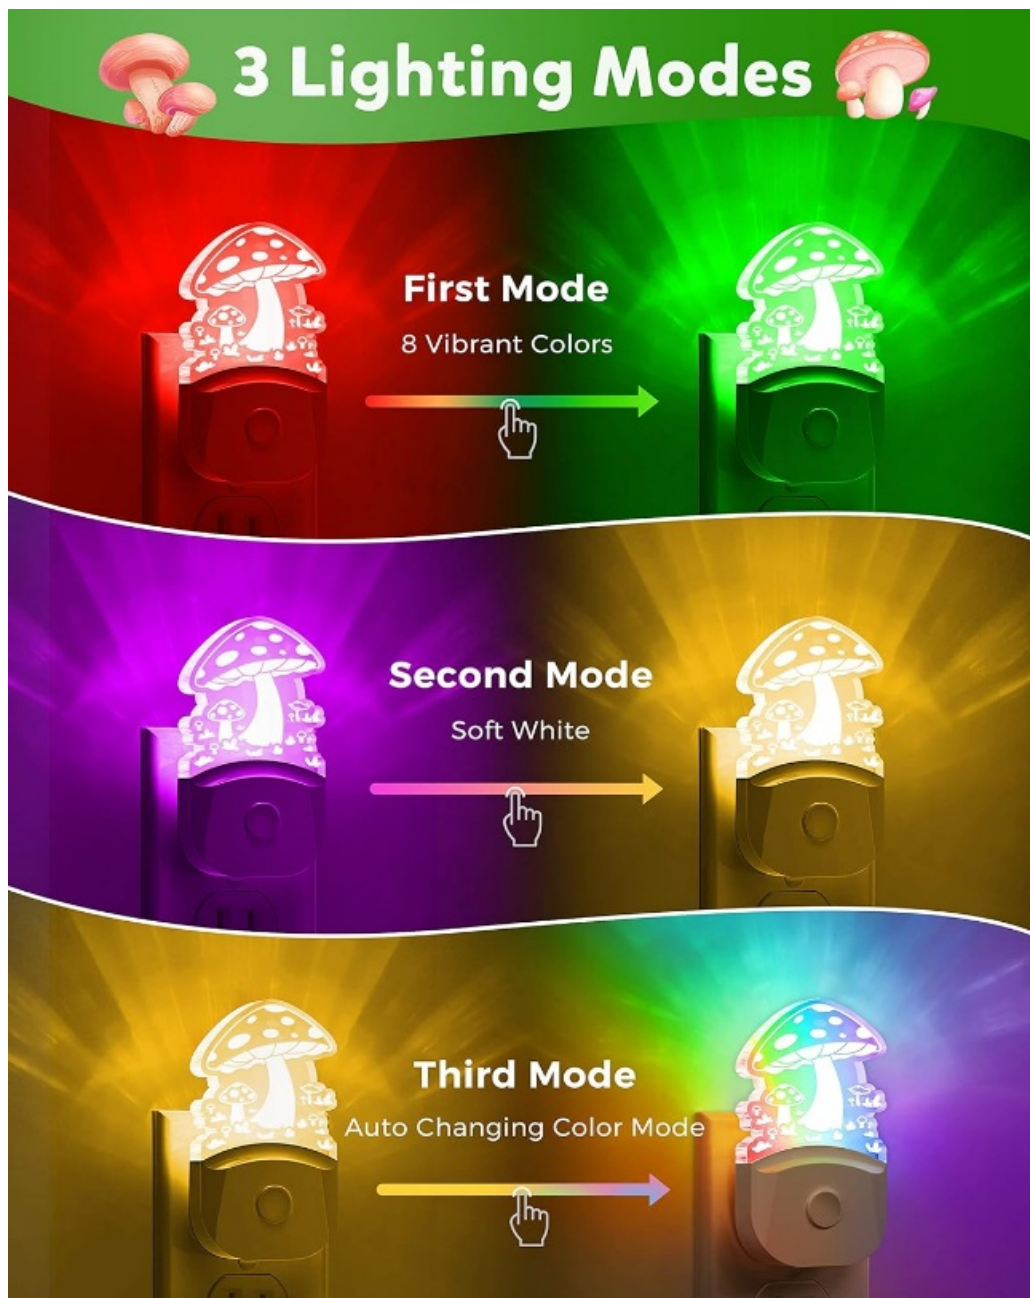 3 Lighting Modes
First Mode
8 Vibrant Colors
Second Mode
Soft White
Third Mode
Auto Changing Color Mode